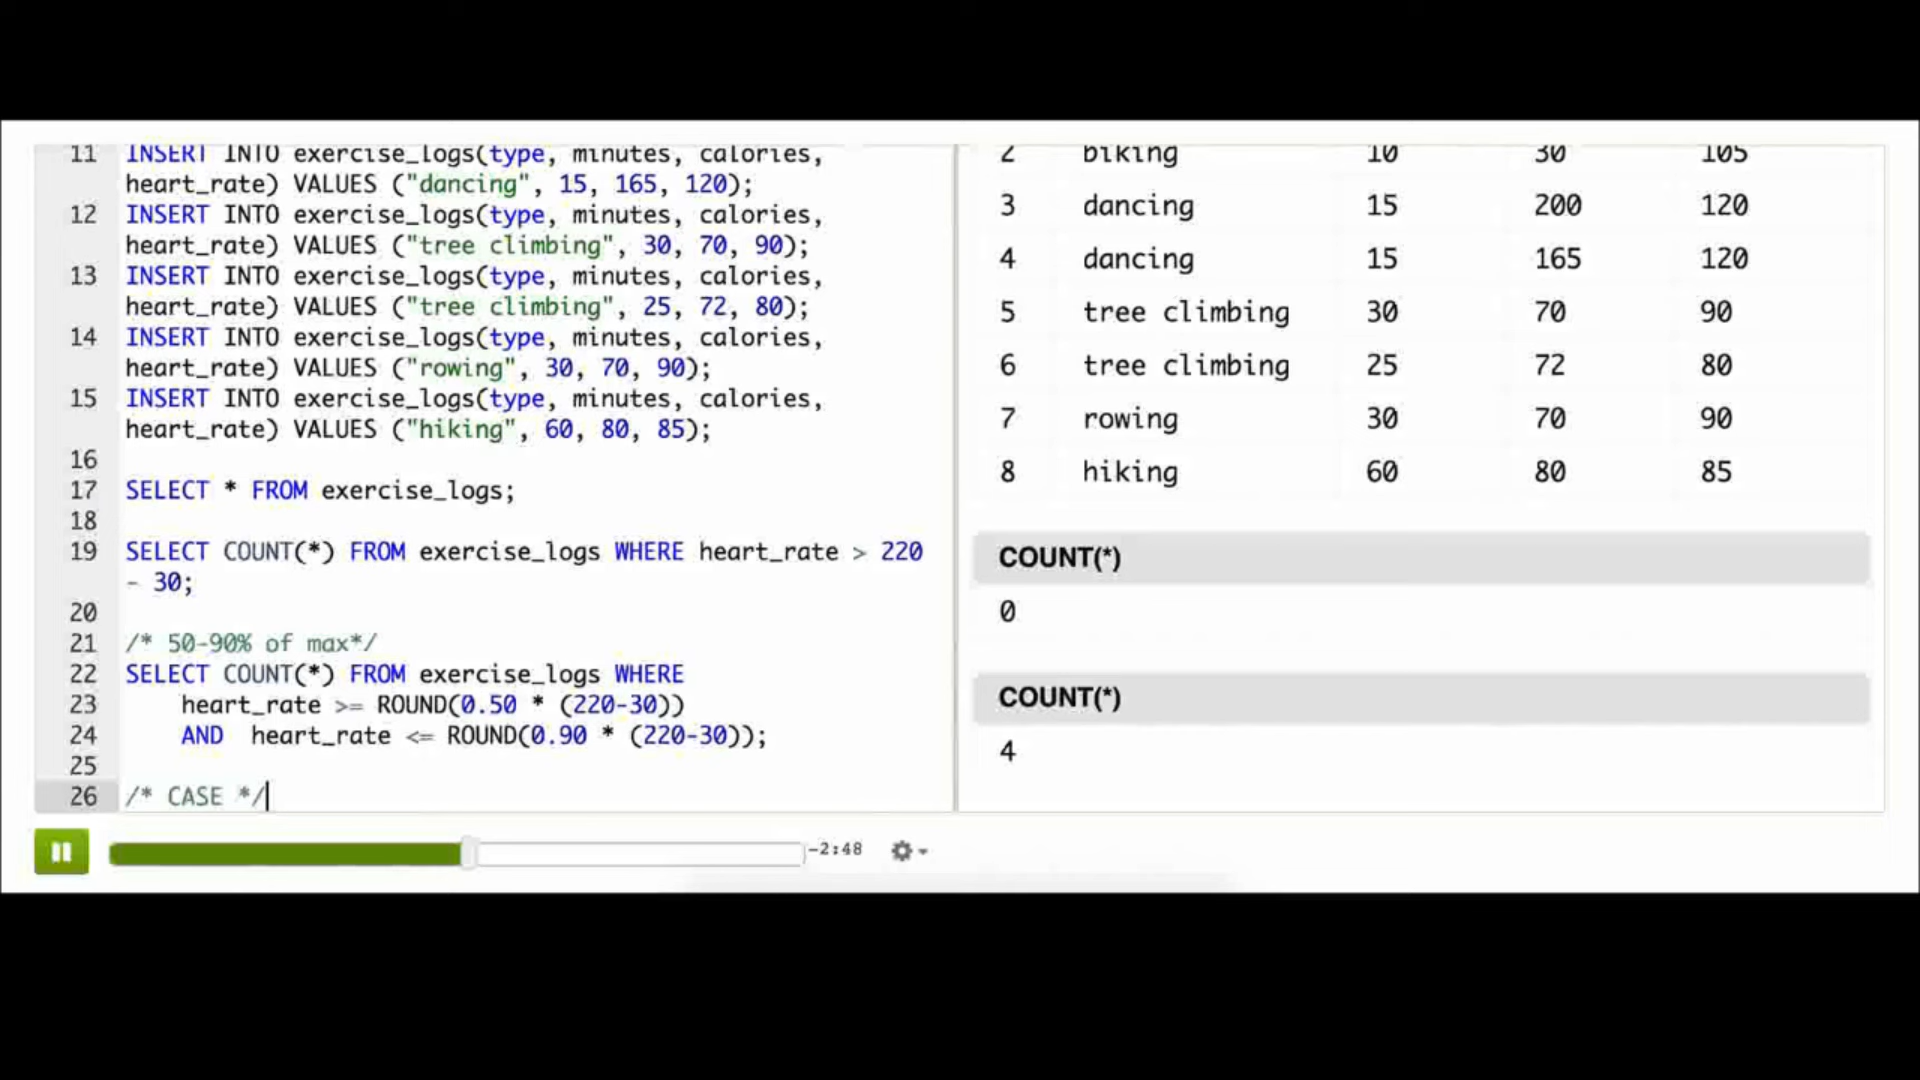 11 INSERT INTO exercise_logs(type, minutes, calories,
heart_rate) VALUES ("dancing", 15, 165, 120);
12 INSERT INTO exercise_logs(type, minutes, calories,
heart_rate) VALUES ("tree climbing", 30, 70, 90);
13 INSERT INTO exercise_logs(type, minutes, calories,
heart_rate) VALUES ("tree climbing", 25, 72, 80);
14 INSERT INTO exercise_logs(type, minutes, calories,
heart_rate) VALUES ("rowing", 30, 70, 90);
15 INSERT INTO exercise_logs(type, minutes, calories,
heart_rate) VALUES ("hiking", 60, 80, 85);
16
17 SELECT * FROM exercise_logs;
18
19 SELECT COUNT(*) FROM exercise_logs WHERE heart_rate > 220
- 30;
20
21 /* 50-90% of max*/
22 SELECT COUNT(*) FROM exercise_logs WHERE
23 heart_rate >= ROUND(0.50 * (220-30))
24 AND  heart_rate <= ROUND(0.90 * (220-30));
25
26 /* CASE */
2 biking 10 30 105
3 dancing 15 200 120
4 dancing 15 165 120
5 tree climbing 30 70 90
6 tree climbing 25 72 80
7 rowing 30 70 90
8 hiking 60 80 85
COUNT(*)
0
COUNT(*)
4
-2:48